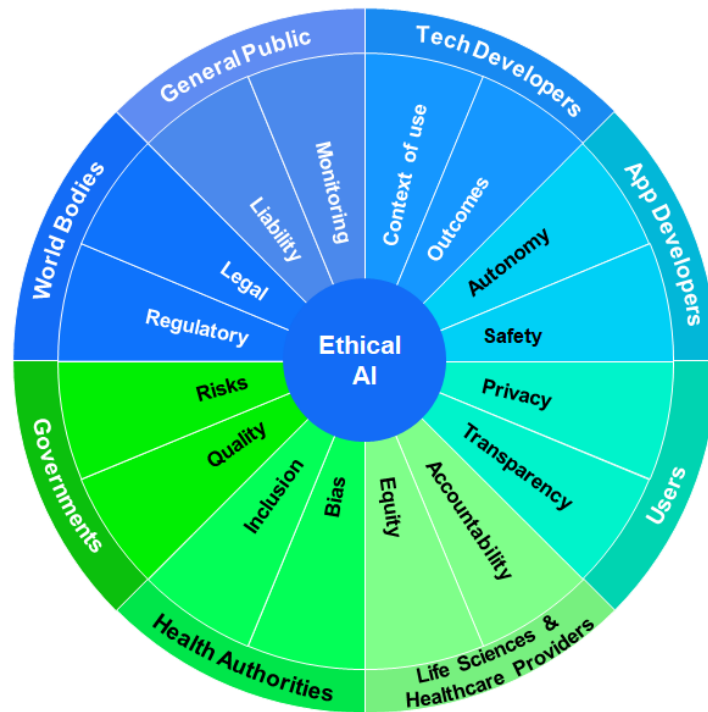 General Public
Tech Developers
App Developers
Users
Life Sciences &
Healthcare Providers
Health Authorities
Governments
World Bodies
Liability
Monitoring
Context of use
Outcomes
Autonomy
Safety
Privacy
Transparency
Accountability
Equity
Bias
Inclusion
Quality
Risks
Regulatory
Legal
Ethical
AI